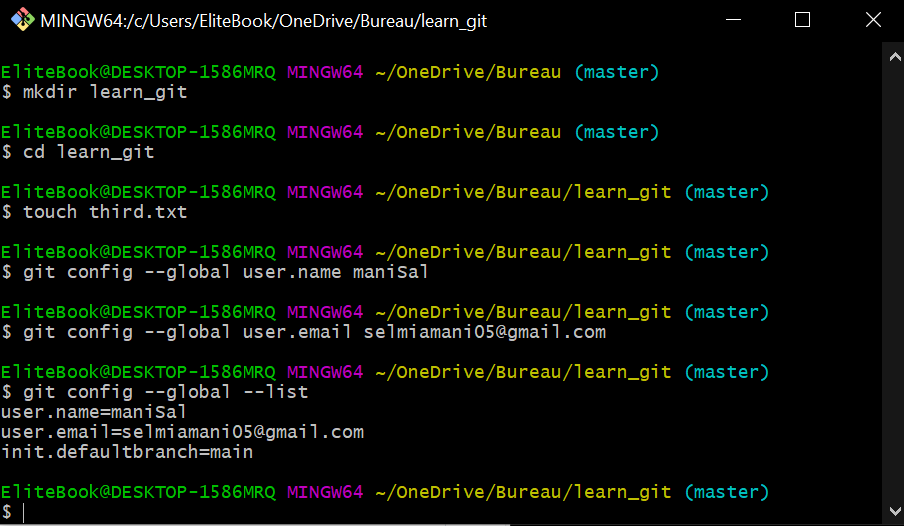 MINGW64:/c/Users/EliteBook/OneDrive/Bureau/learn_git
EliteBook@DESKTOP-1586MRQ MINGW64 ~/OneDrive/Bureau (master)
$ mkdir learn_git
EliteBook@DESKTOP-1586MRQ MINGW64 ~/OneDrive/Bureau (master)
$ cd learn_git
EliteBook@DESKTOP-1586MRQ MINGW64 ~/OneDrive/Bureau/learn_git (master)
$ touch third.txt
EliteBook@DESKTOP-1586MRQ MINGW64 ~/OneDrive/Bureau/learn_git (master)
$ git config --global user.name maniSal
EliteBook@DESKTOP-1586MRQ MINGW64 ~/OneDrive/Bureau/learn_git (master)
$ git config --global user.email selmiamani05@gmail.com
EliteBook@DESKTOP-1586MRQ MINGW64 ~/OneDrive/Bureau/learn_git (master)
$ git config --global --list
user.name=maniSal
user.email=selmiamani05@gmail.com
init.defaultbranch=main
EliteBook@DESKTOP-1586MRQ MINGW64 ~/OneDrive/Bureau/learn_git (master)
$